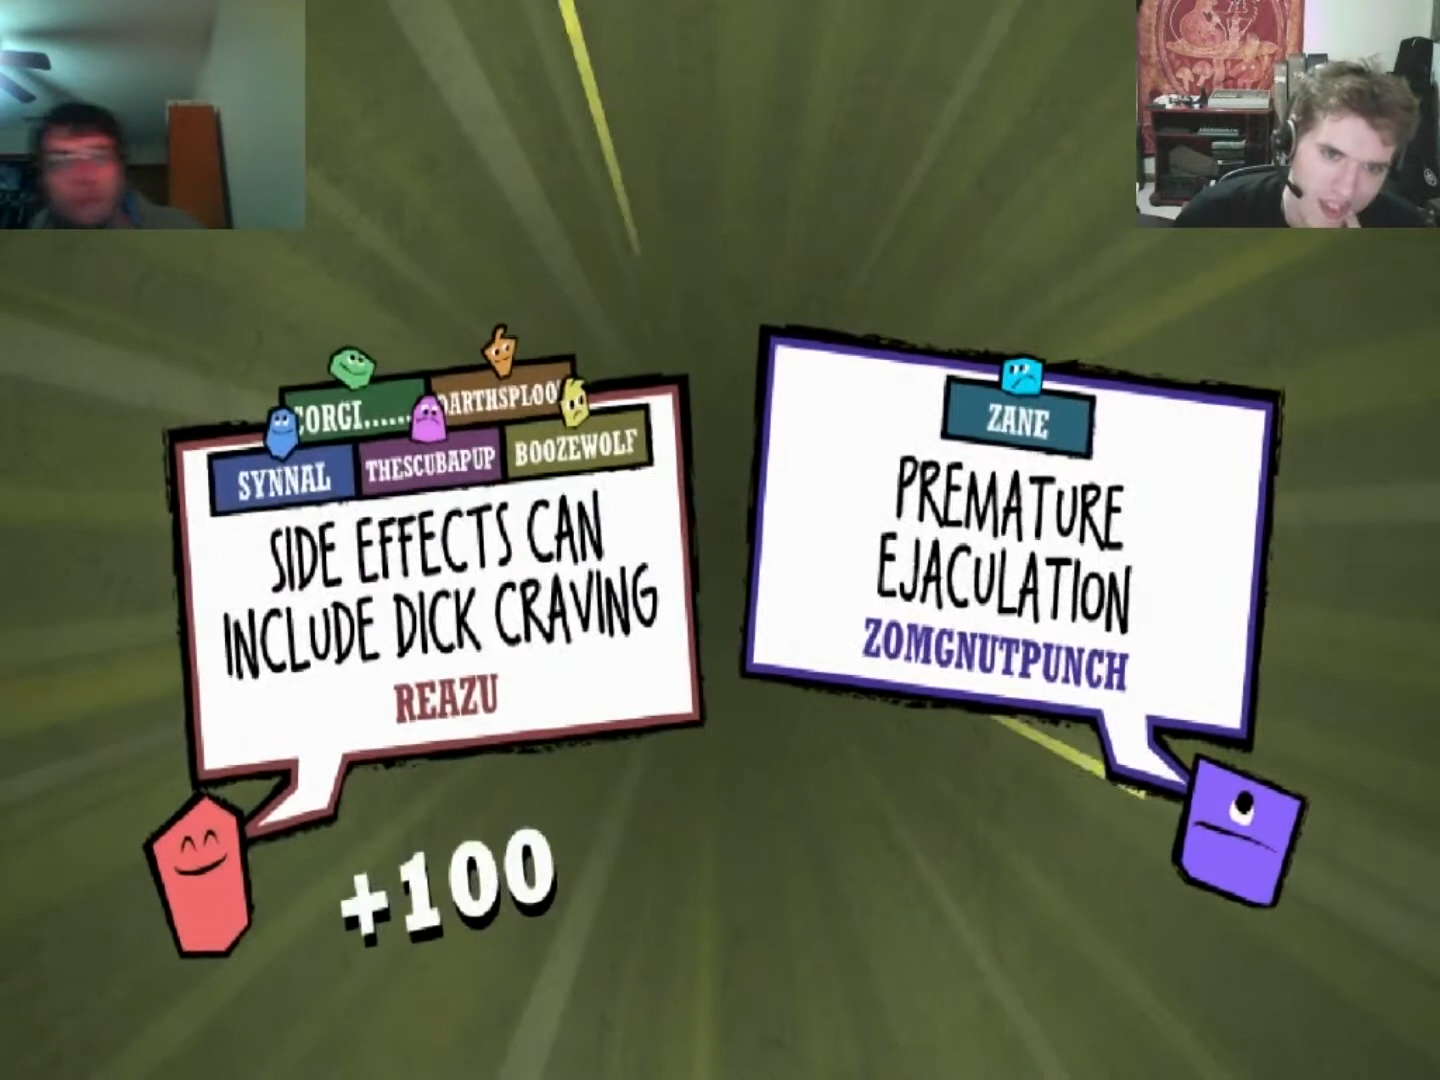 CORGI......
DARTHSPLOO
SYNNAL
THESCUBAPUP
BOOZEWOLF
SIDE EFFECTS CAN
INCLUDE DICK CRAVING
REAZU
+100
ZANE
PREMATURE
EJACULATION
ZOMGNUTPUNCH